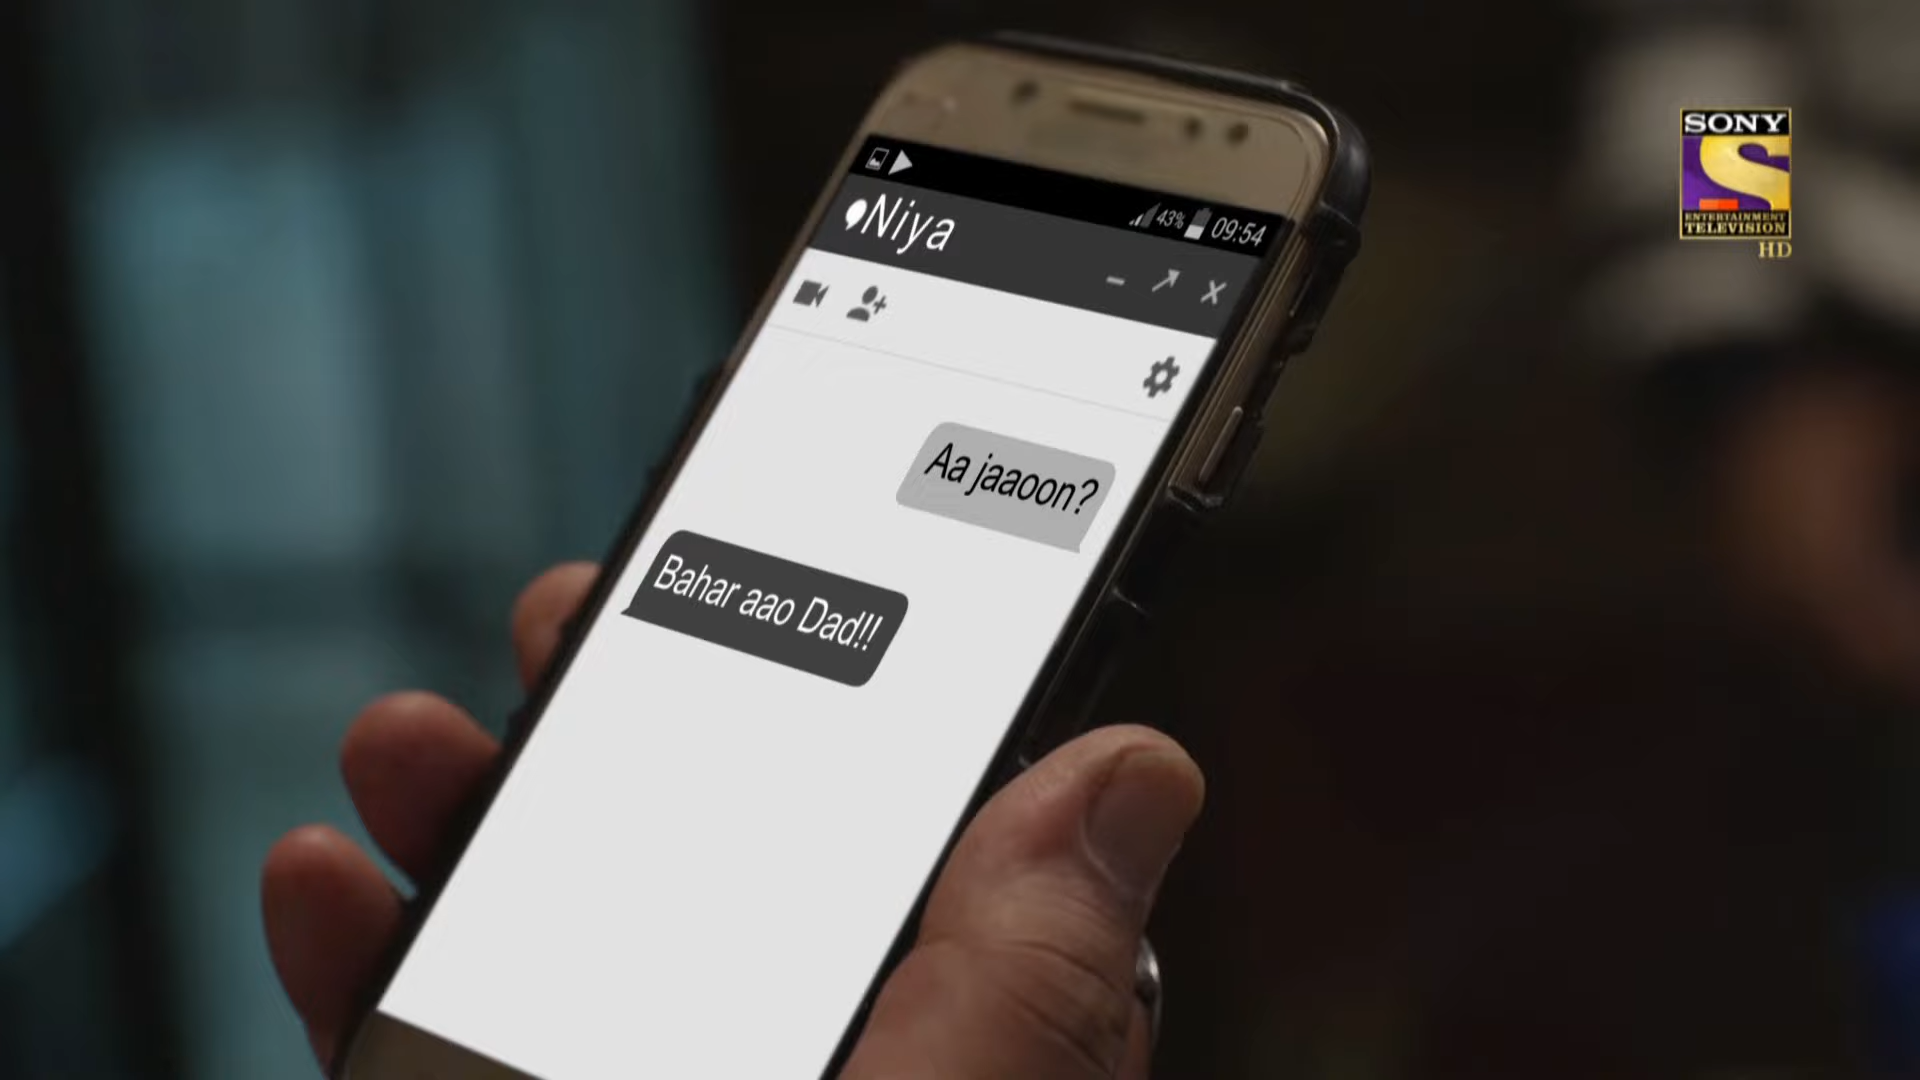 43% 09:54
Niya
Aa jaaoon?
Bahar aao Dad!!
SONY
ENTERTAINMENT
TELEVISION
HD